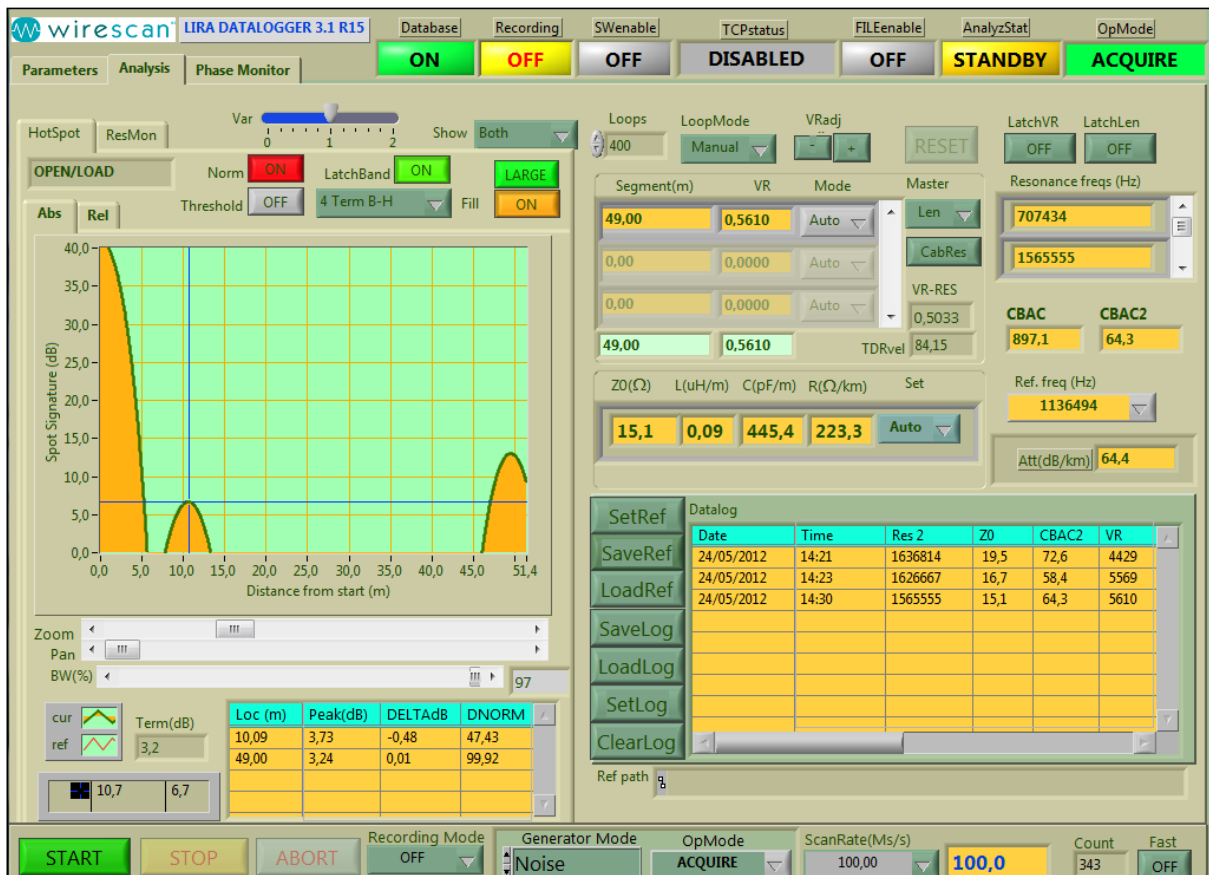 wirescan LIRA DATALOGGER 3.1 R15 Database Recording SWenable TCPstatus FILEenable AnalyzStat OpMode
ON OFF OFF DISABLED OFF STANDBY ACQUIRE
Parameters Analysis Phase Monitor
HotSpot ResMon
Var
0 1 2
Show Both
OPEN/LOAD
Norm ON LatchBand ON LARGE
Threshold OFF 4 Term B-H Fill ON
Abs Rel
40,0
35,0
30,0
25,0
20,0
15,0
10,0
5,0
0,0
Spot Signature (dB)
0,0 5,0 10,0 15,0 20,0 25,0 30,0 35,0 40,0 45,0 51,4
Distance from start (m)
Zoom
Pan
BW(%) 97
cur
ref
Term(dB)
3,2
10,7 6,7
Loc (m) Peak(dB) DELTAdB DNORM
10,09 3,73 -0,48 47,43
49,00 3,24 0,01 99,92
Loops LoopMode VRadj
400 Manual - + RESET
LatchVR LatchLen
OFF OFF
Segment(m) VR Mode Master
49,00 0,5610 Auto Len
0,00 0,0000 Auto CabRes
0,00 0,0000 Auto
VR-RES
0,5033
49,00 0,5610 TDRvel 84,15
Resonance freqs (Hz)
707434
1565555
CBAC CBAC2
897,1 64,3
Z0(Ω) L(uH/m) C(pF/m) R(Ω/km) Set
15,1 0,09 445,4 223,3 Auto
Ref. freq (Hz)
1136494
Att(dB/km) 64,4
SetRef
SaveRef
LoadRef
SaveLog
LoadLog
SetLog
ClearLog
Datalog
Date Time Res 2 Z0 CBAC2 VR
24/05/2012 14:21 1636814 19,5 72,6 4429
24/05/2012 14:23 1626667 16,7 58,4 5569
24/05/2012 14:30 1565555 15,1 64,3 5610
Ref path
START STOP ABORT
Recording Mode
OFF
Generator Mode
Noise
OpMode
ACQUIRE
ScanRate(Ms/s)
100,00 100,0
Count
343
Fast
OFF